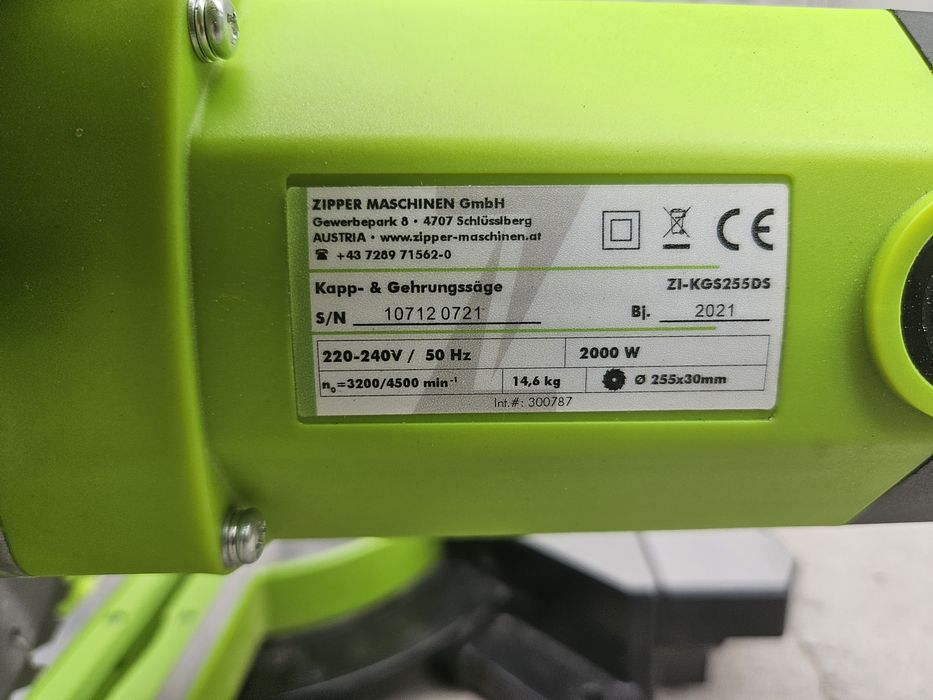 ZIPPER MASCHINEN GmbH
Gewerbepark 8 • 4707 Schlüsslberg
AUSTRIA • www.zipper-maschinen.at
☎ +43 7289 71562-0
CE
Kapp- & Gehrungssäge ZI-KGS255DS
S/N 10712 0721 Bj. 2021
220-240V / 50 Hz 2000 W
n₀=3200/4500 min⁻¹ 14,6 kg Ø 255x30mm
Int.#: 300787